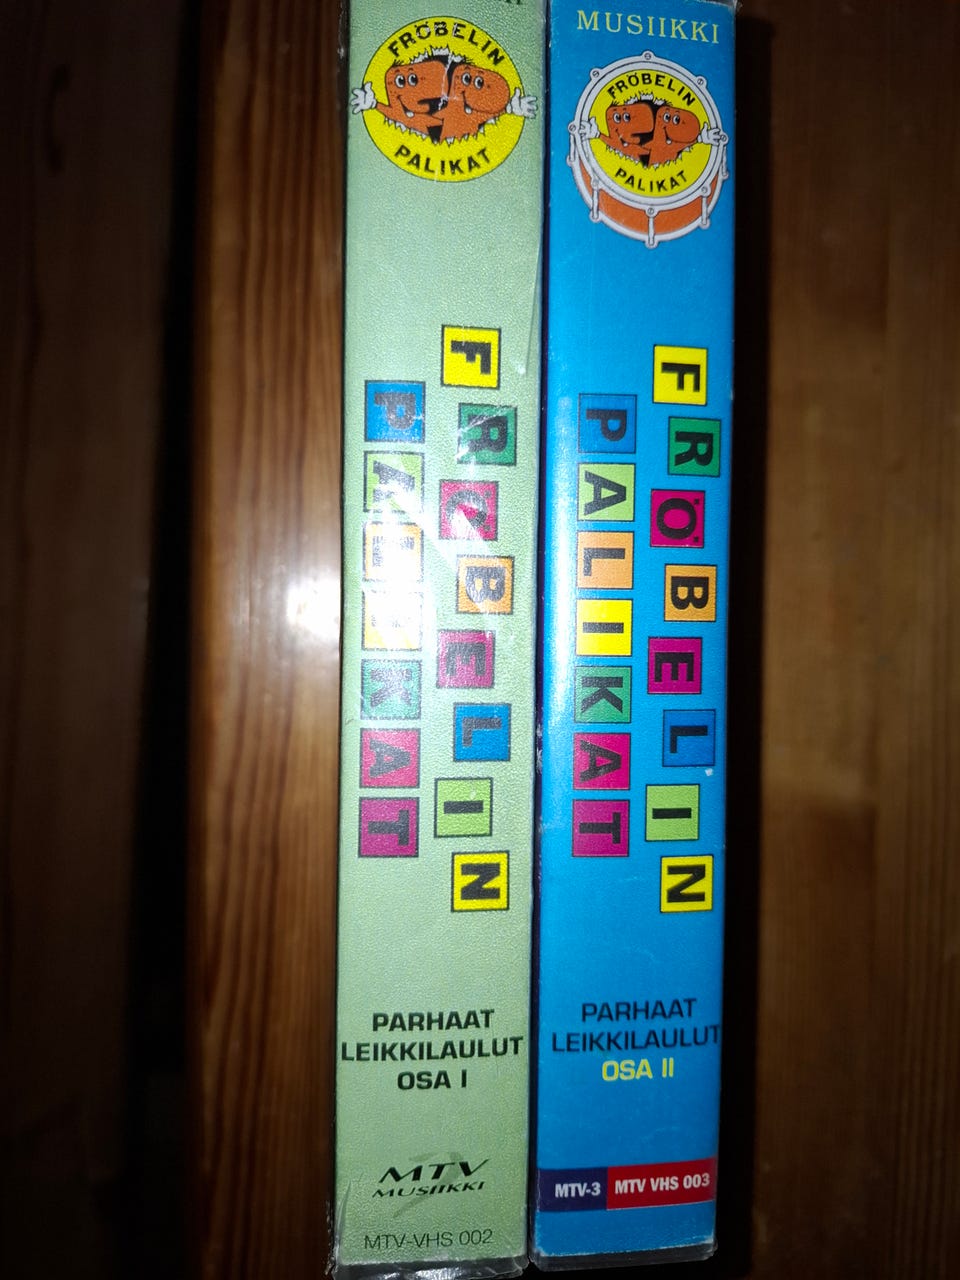 FRÖBELIN
PALIKAT
FRÖBELIN
PALIKAT
PARHAAT
LEIKKILAULUT
OSA I
MTV
MUSIIKKI
MTV-VHS 002
MUSIIKKI
FRÖBELIN
PALIKAT
FRÖBELIN
PALIKAT
PARHAAT
LEIKKILAULUT
OSA II
MTV-3 MTV VHS 003